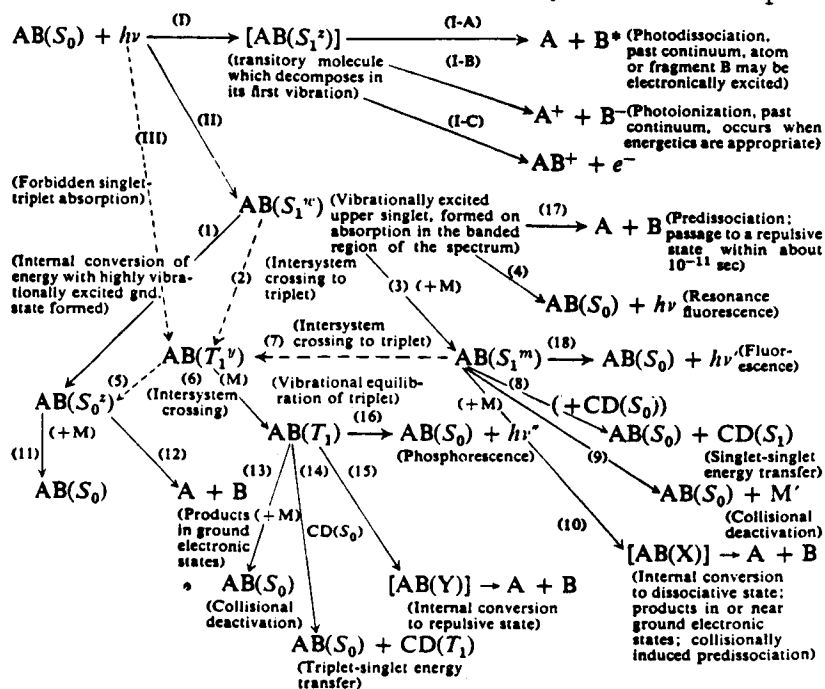 AB(S₀) + hν (I) [AB(S₁ᶻ)] (I-A) A + B* (Photodissociation, past continuum, atom or fragment B may be electronically excited)
(transitory molecule which decomposes in its first vibration)
(I-B)
A⁺ + B⁻ (Photoionization, past continuum, occurs when energetics are appropriate)
(I-C)
AB⁺ + e⁻
(II)
(III)
(Forbidden singlet-
triplet absorption)
AB(S₁ⁿ) (Vibrationally excited
upper singlet, formed on
absorption in the banded
region of the spectrum)
(17)
A + B (Predissociation;
passage to a repulsive
state within about
10⁻¹¹ sec)
(1)
(Internal conversion of
energy with highly vibra-
tionally excited gnd.
state formed)
(2) (Intersystem
crossing to
triplet)
(3) (+M)
(4)
AB(S₀) + hν (Resonance
fluorescence)
AB(T₁ʸ) (7) (Intersystem
crossing to triplet)
AB(S₁ᵐ) (18) AB(S₀) + hν′ (Fluor-
escence)
(5)
(6) (M)
(Intersystem
crossing)
(Vibrational equilib-
ration of triplet)
(+M)
(8)
(+CD(S₀))
AB(S₀) + CD(S₁)
(Singlet-singlet
energy transfer)
AB(S₀ᶻ)
AB(T₁) (16) AB(S₀) + hν″
(Phosphorescence)
(9)
AB(S₀) + M′
(Collisional
deactivation)
(11) (+M) (12)
AB(S₀)
A + B
(Products
in ground
electronic
states)
(13) (14) (15)
(+M)
CD(S₀)
(10)
[AB(X)] → A + B
(Internal conversion
to dissociative state;
products in or near
ground electronic
states; collisionally
induced predissociation)
AB(S₀)
(Collisional
deactivation)
[AB(Y)] → A + B
(Internal conversion
to repulsive state)
AB(S₀) + CD(T₁)
(Triplet-singlet energy
transfer)